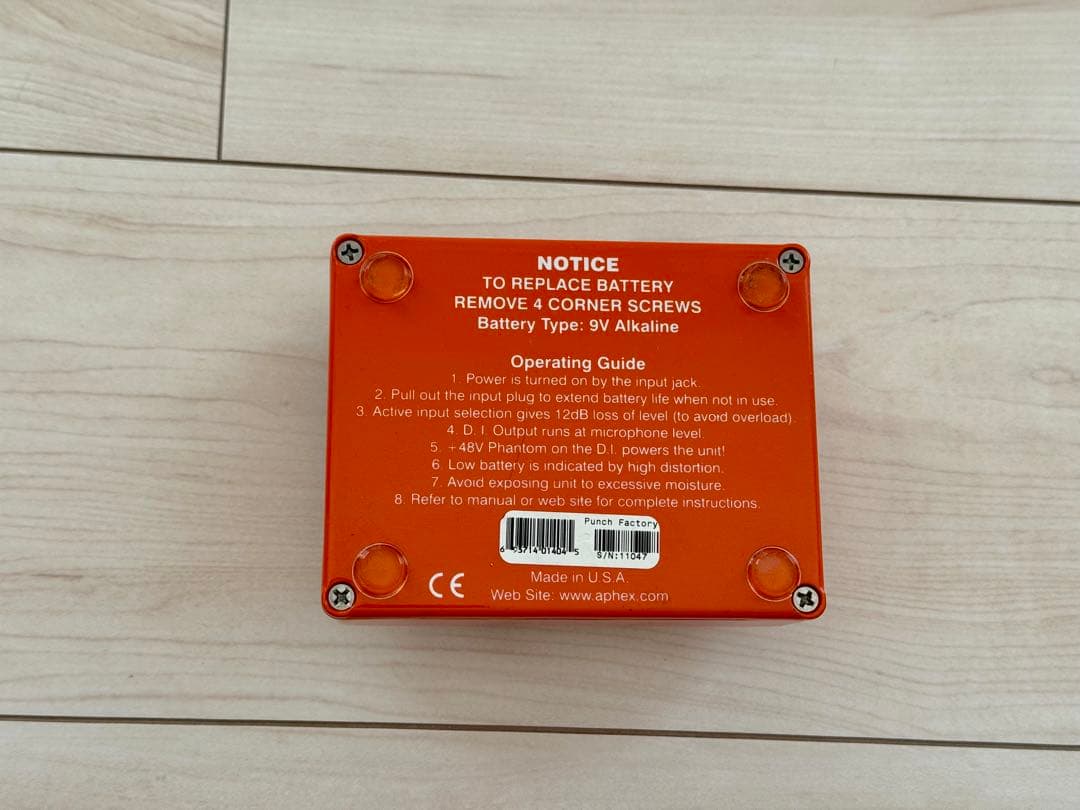 NOTICE
TO REPLACE BATTERY
REMOVE 4 CORNER SCREWS
Battery Type: 9V Alkaline
Operating Guide
1. Power is turned on by the input jack.
2. Pull out the input plug to extend battery life when not in use.
3. Active input selection gives 12dB loss of level (to avoid overload).
4. D. I. Output runs at microphone level.
5. +48V Phantom on the D.I. powers the unit!
6. Low battery is indicated by high distortion.
7. Avoid exposing unit to excessive moisture.
8. Refer to manual or web site for complete instructions.
Punch Factory
S/N:11047
CE
Made in U.S.A.
Web Site: www.aphex.com